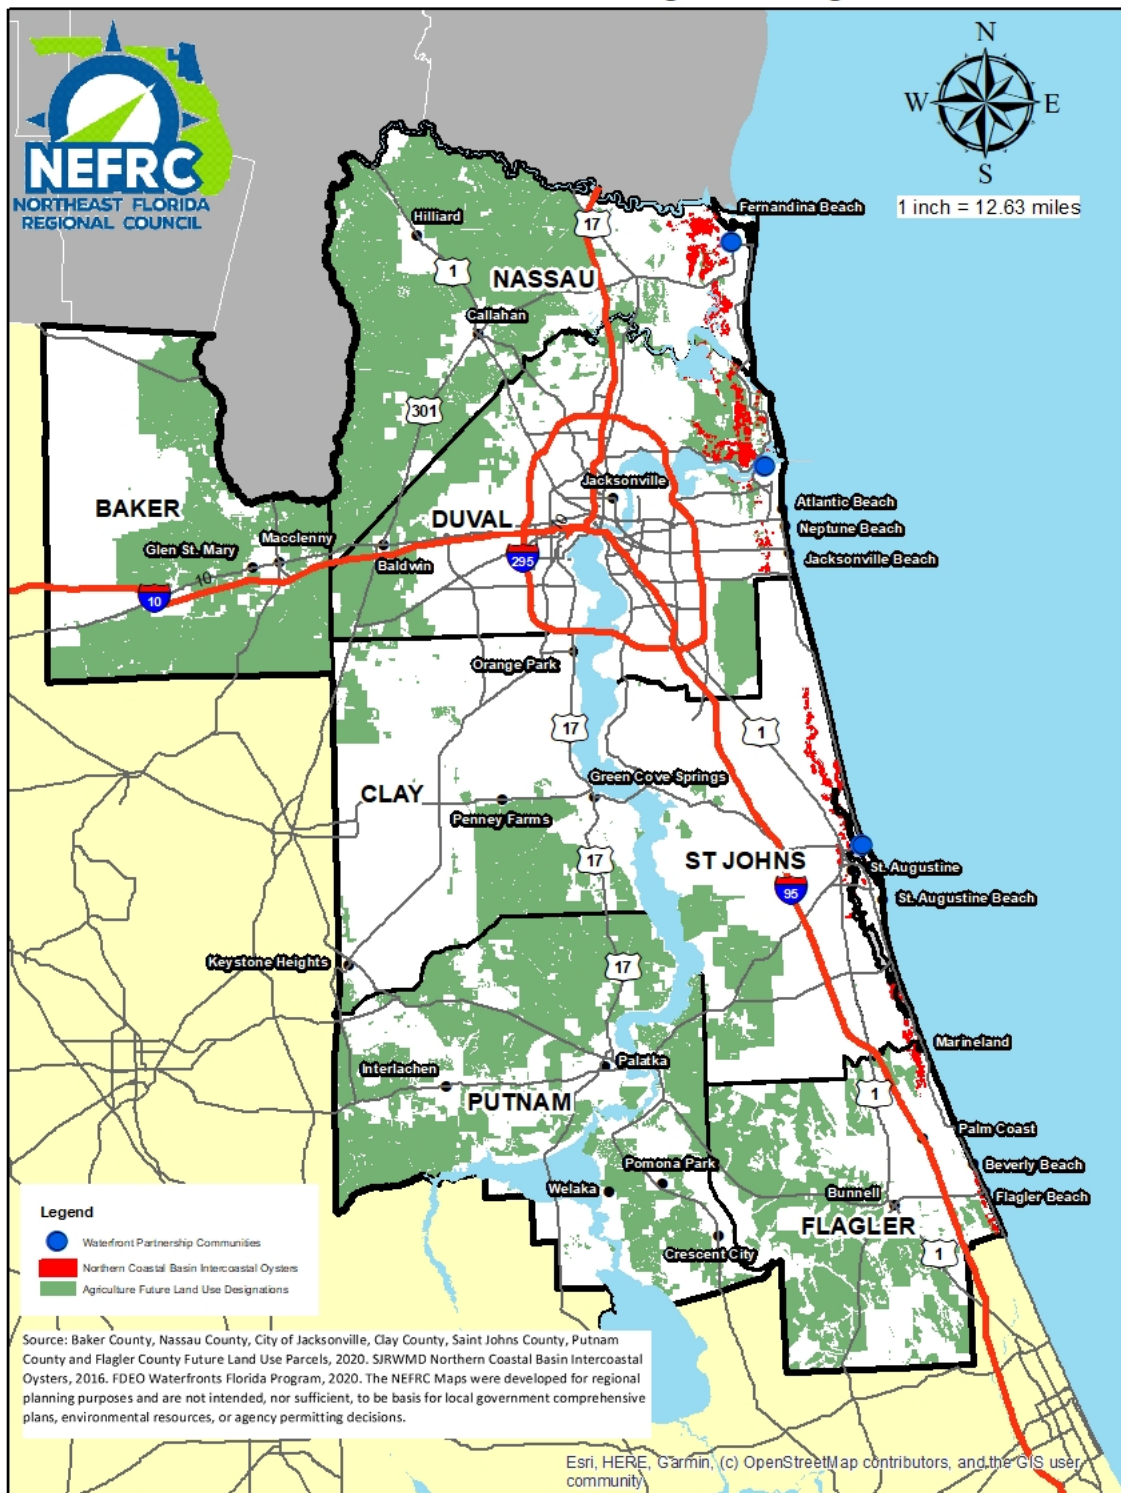 N
W E
S
1 inch = 12.63 miles
NEFRC
NORTHEAST FLORIDA
REGIONAL COUNCIL
Fernandina Beach
Hilliard
17
1
NASSAU
Callahan
301
Jacksonville
BAKER
Atlantic Beach
DUVAL
10
Neptune Beach
Macclenny
Glen St. Mary
Jacksonville Beach
Baldwin
295
10
10
Orange Park
17
1
Green Cove Springs
CLAY
Penney Farms
17
ST JOHNS
St. Augustine
95
St. Augustine Beach
Keystone Heights
17
Marineland
Palatka
Interlachen
1
PUTNAM
Palm Coast
Pomona Park
Beverly Beach
Welaka
Bunnell
Flagler Beach
FLAGLER
Crescent City
1
Legend
Waterfront Partnership Communities
Northern Coastal Basin Intercoastal Oysters
Agriculture Future Land Use Designations
Source: Baker County, Nassau County, City of Jacksonville, Clay County, Saint Johns County, Putnam
County and Flagler County Future Land Use Parcels, 2020. SJRWMD Northern Coastal Basin Intercoastal
Oysters, 2016. FDEO Waterfronts Florida Program, 2020. The NEFRC Maps were developed for regional
planning purposes and are not intended, nor sufficient, to be basis for local government comprehensive
plans, environmental resources, or agency permitting decisions.
Esri, HERE, Garmin, (c) OpenStreetMap contributors, and the GIS user
community